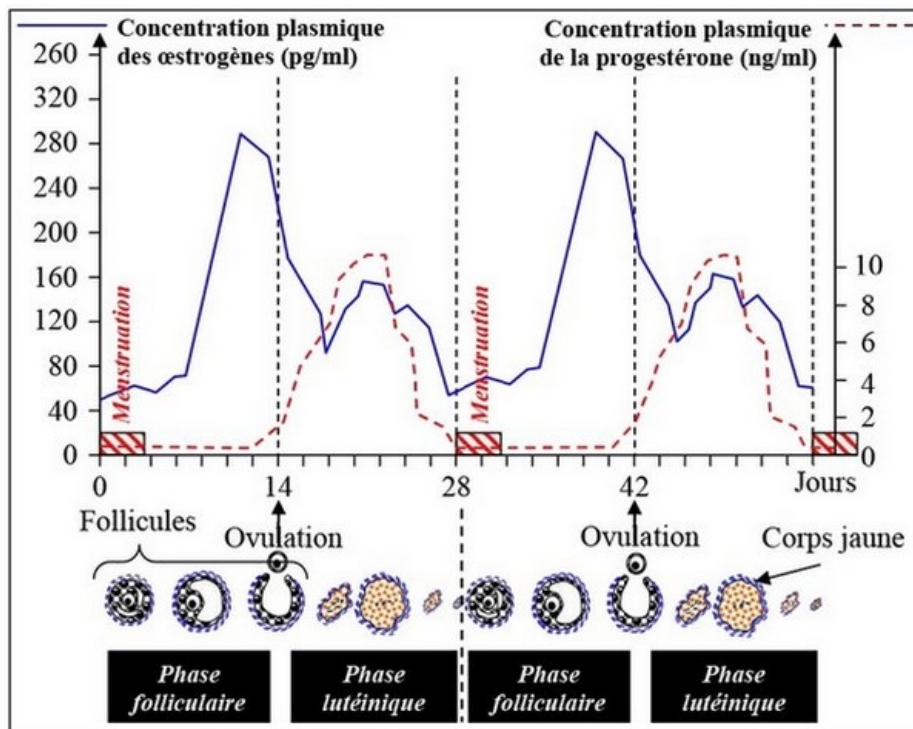 Concentration plasmique
des œstrogènes (pg/ml)
Concentration plasmique
de la progestérone (ng/ml)
260
320
280
240
200
160
120
80
40
0
10
8
6
4
2
0
Menstruation
Menstruation
0
14
28
42
Jours
Follicules
Ovulation
Ovulation
Corps jaune
Phase
folliculaire
Phase
lutéinique
Phase
folliculaire
Phase
lutéinique